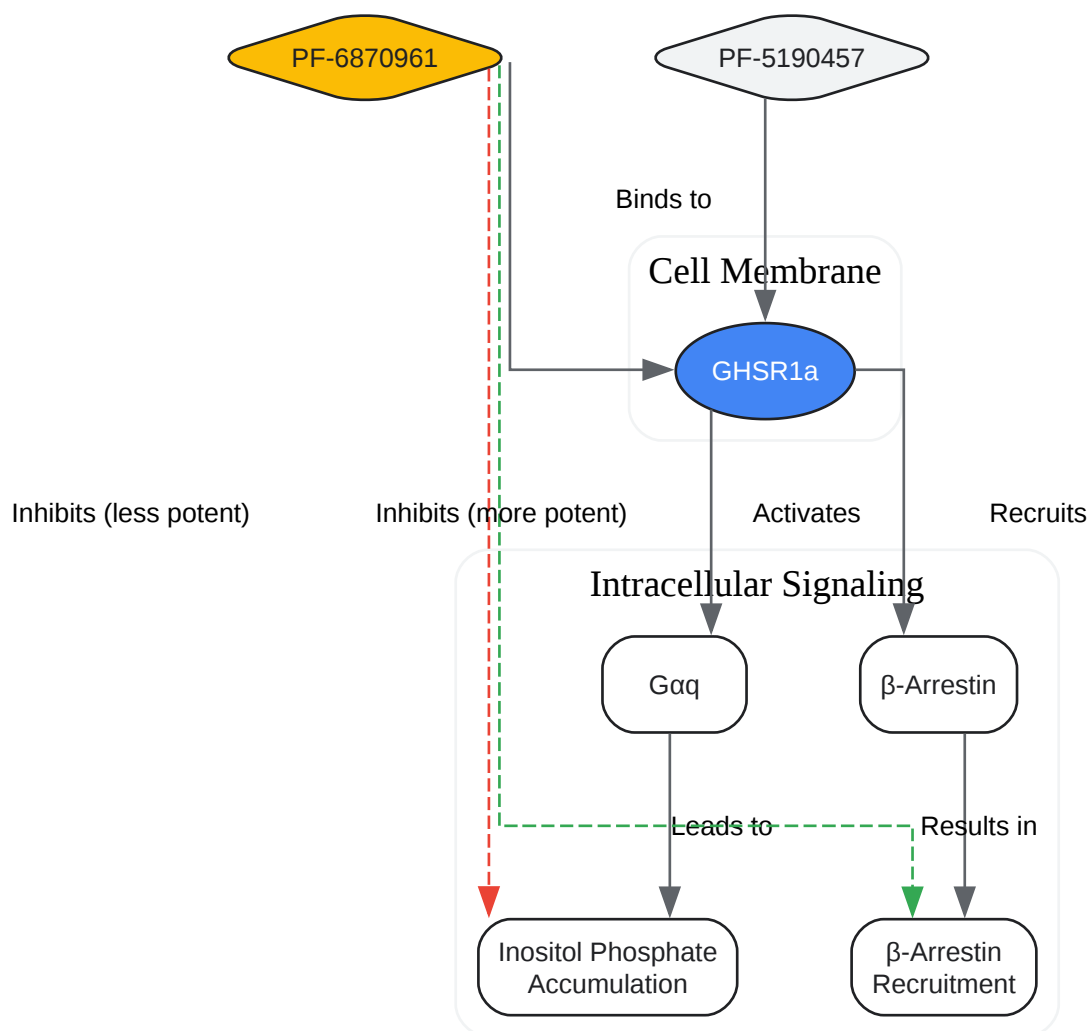 PF-6870961
PF-5190457
Binds to
Cell Membrane
GHSR1a
Inhibits (less potent)
Inhibits (more potent)
Activates
Recruits
Intracellular Signaling
Gαq
β-Arrestin
Leads to
Results in
Inositol Phosphate
Accumulation
β-Arrestin
Recruitment